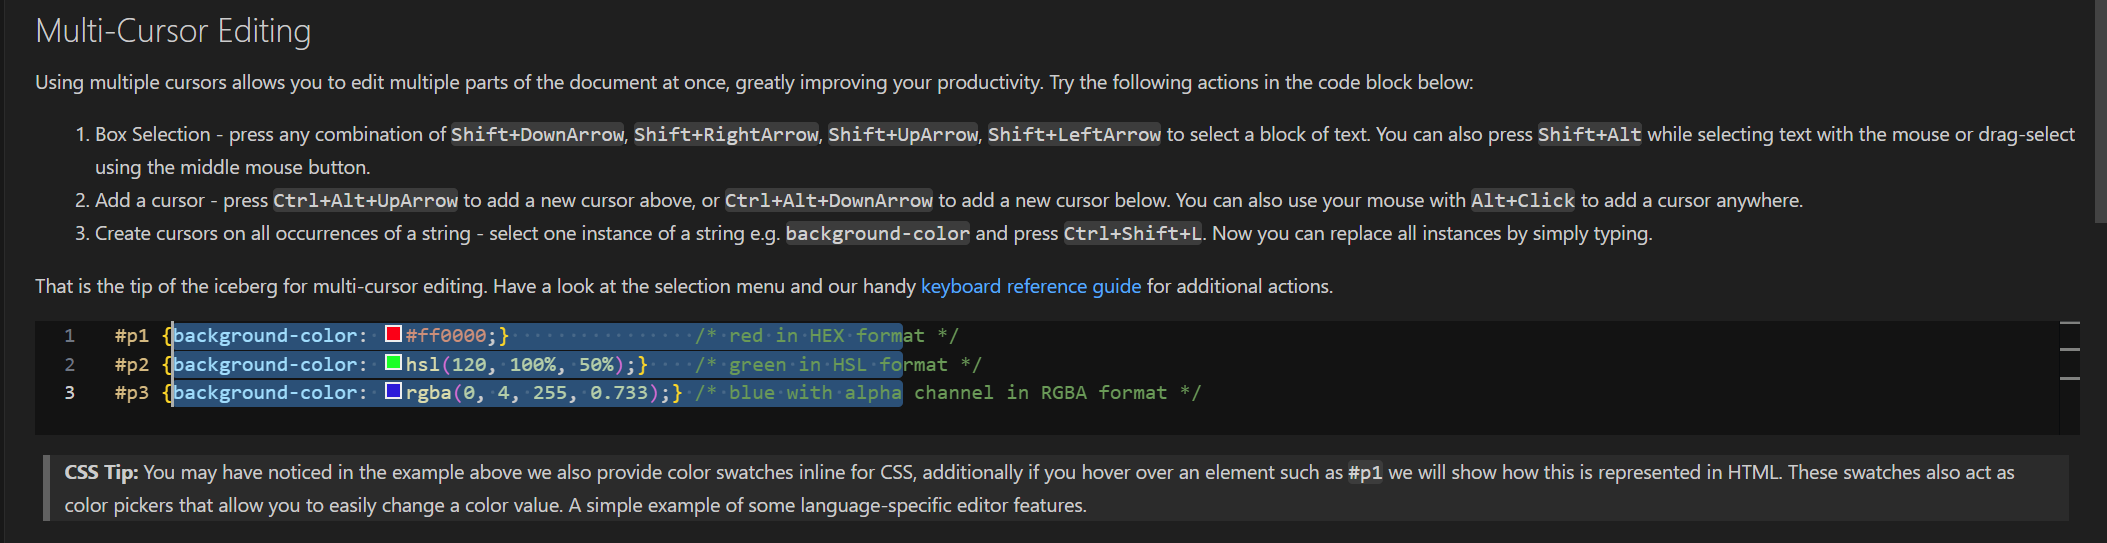 Multi-Cursor Editing
Using multiple cursors allows you to edit multiple parts of the document at once, greatly improving your productivity. Try the following actions in the code block below:
1. Box Selection - press any combination of Shift+DownArrow, Shift+RightArrow, Shift+UpArrow, Shift+LeftArrow to select a block of text. You can also press Shift+Alt while selecting text with the mouse or drag-select
using the middle mouse button.
2. Add a cursor - press Ctrl+Alt+UpArrow to add a new cursor above, or Ctrl+Alt+DownArrow to add a new cursor below. You can also use your mouse with Alt+Click to add a cursor anywhere.
3. Create cursors on all occurrences of a string - select one instance of a string e.g. background-color and press Ctrl+Shift+L. Now you can replace all instances by simply typing.
That is the tip of the iceberg for multi-cursor editing. Have a look at the selection menu and our handy keyboard reference guide for additional actions.
1 #p1 {background-color: #ff0000;} /* red in HEX format */
2 #p2 {background-color: hsl(120, 100%, 50%);} /* green in HSL format */
3 #p3 {background-color: rgba(0, 4, 255, 0.733);} /* blue with alpha channel in RGBA format */
CSS Tip: You may have noticed in the example above we also provide color swatches inline for CSS, additionally if you hover over an element such as #p1 we will show how this is represented in HTML. These swatches also act as
color pickers that allow you to easily change a color value. A simple example of some language-specific editor features.